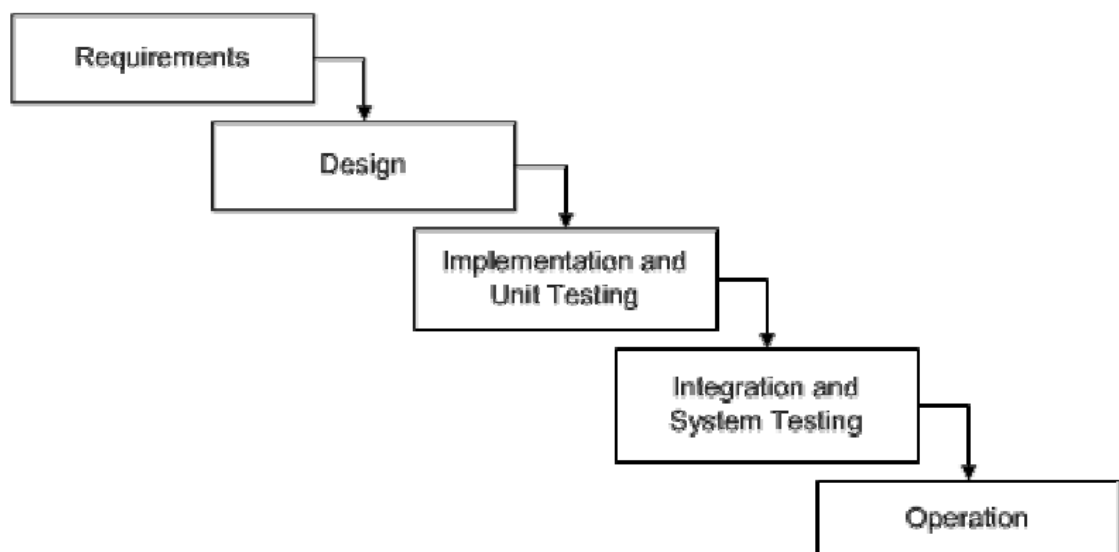 Requirements
Design
Implementation and
Unit Testing
Integration and
System Testing
Operation